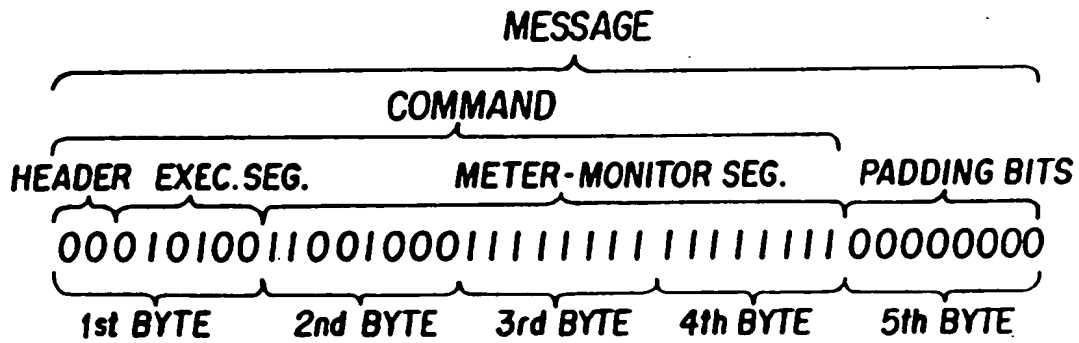 MESSAGE
COMMAND
HEADER EXEC. SEG. METER-MONITOR SEG. PADDING BITS
0001010011001000111111111111111100000000
1st BYTE 2nd BYTE 3rd BYTE 4th BYTE 5th BYTE